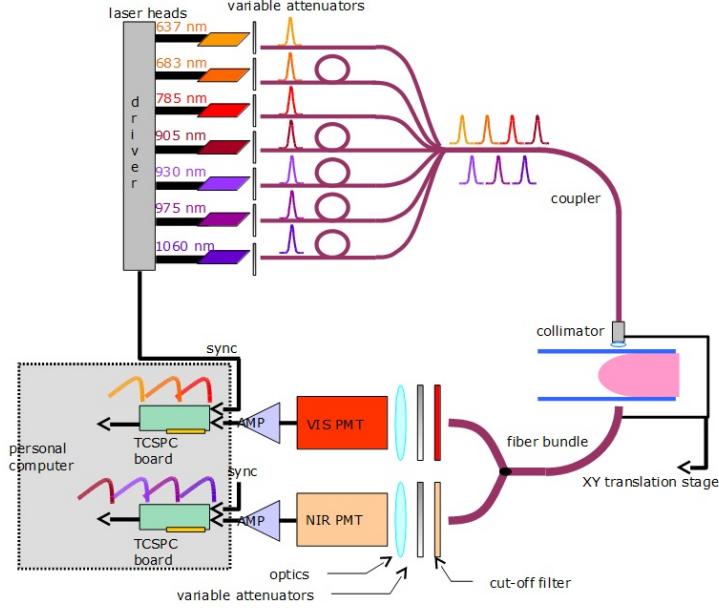 laser heads
variable attenuators
637 nm
683 nm
785 nm
905 nm
930 nm
975 nm
1060 nm
driver
coupler
collimator
sync
AMP
VIS PMT
TCSPC
board
personal
computer
fiber bundle
XY translation stage
sync
AMP
NIR PMT
TCSPC
board
optics
cut-off filter
variable attenuators